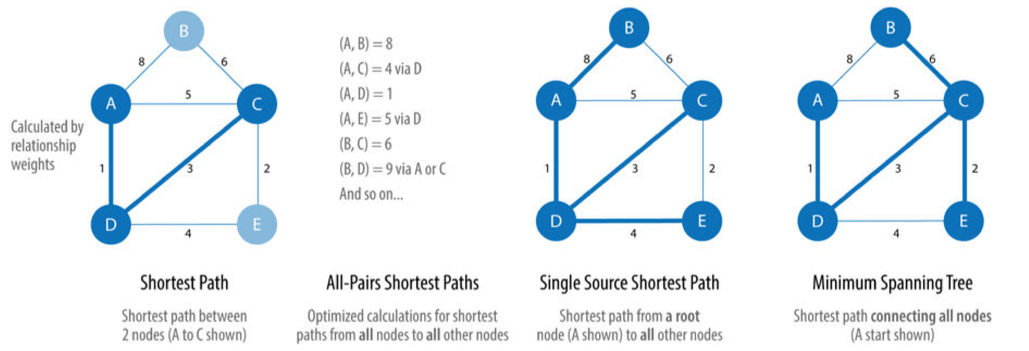 Calculated by
relationship
weights
B
8
6
A
5
C
1
3
2
D
4
E
Shortest Path
Shortest path between
2 nodes (A to C shown)
(A, B) = 8
(A, C) = 4 via D
(A, D) = 1
(A, E) = 5 via D
(B, C) = 6
(B, D) = 9 via A or C
And so on...
All-Pairs Shortest Paths
Optimized calculations for shortest
paths from all nodes to all other nodes
B
8
6
A
5
C
1
3
2
D
4
E
Single Source Shortest Path
Shortest path from a root
node (A shown) to all other nodes
B
8
6
A
5
C
1
3
2
D
4
E
Minimum Spanning Tree
Shortest path connecting all nodes
(A start shown)